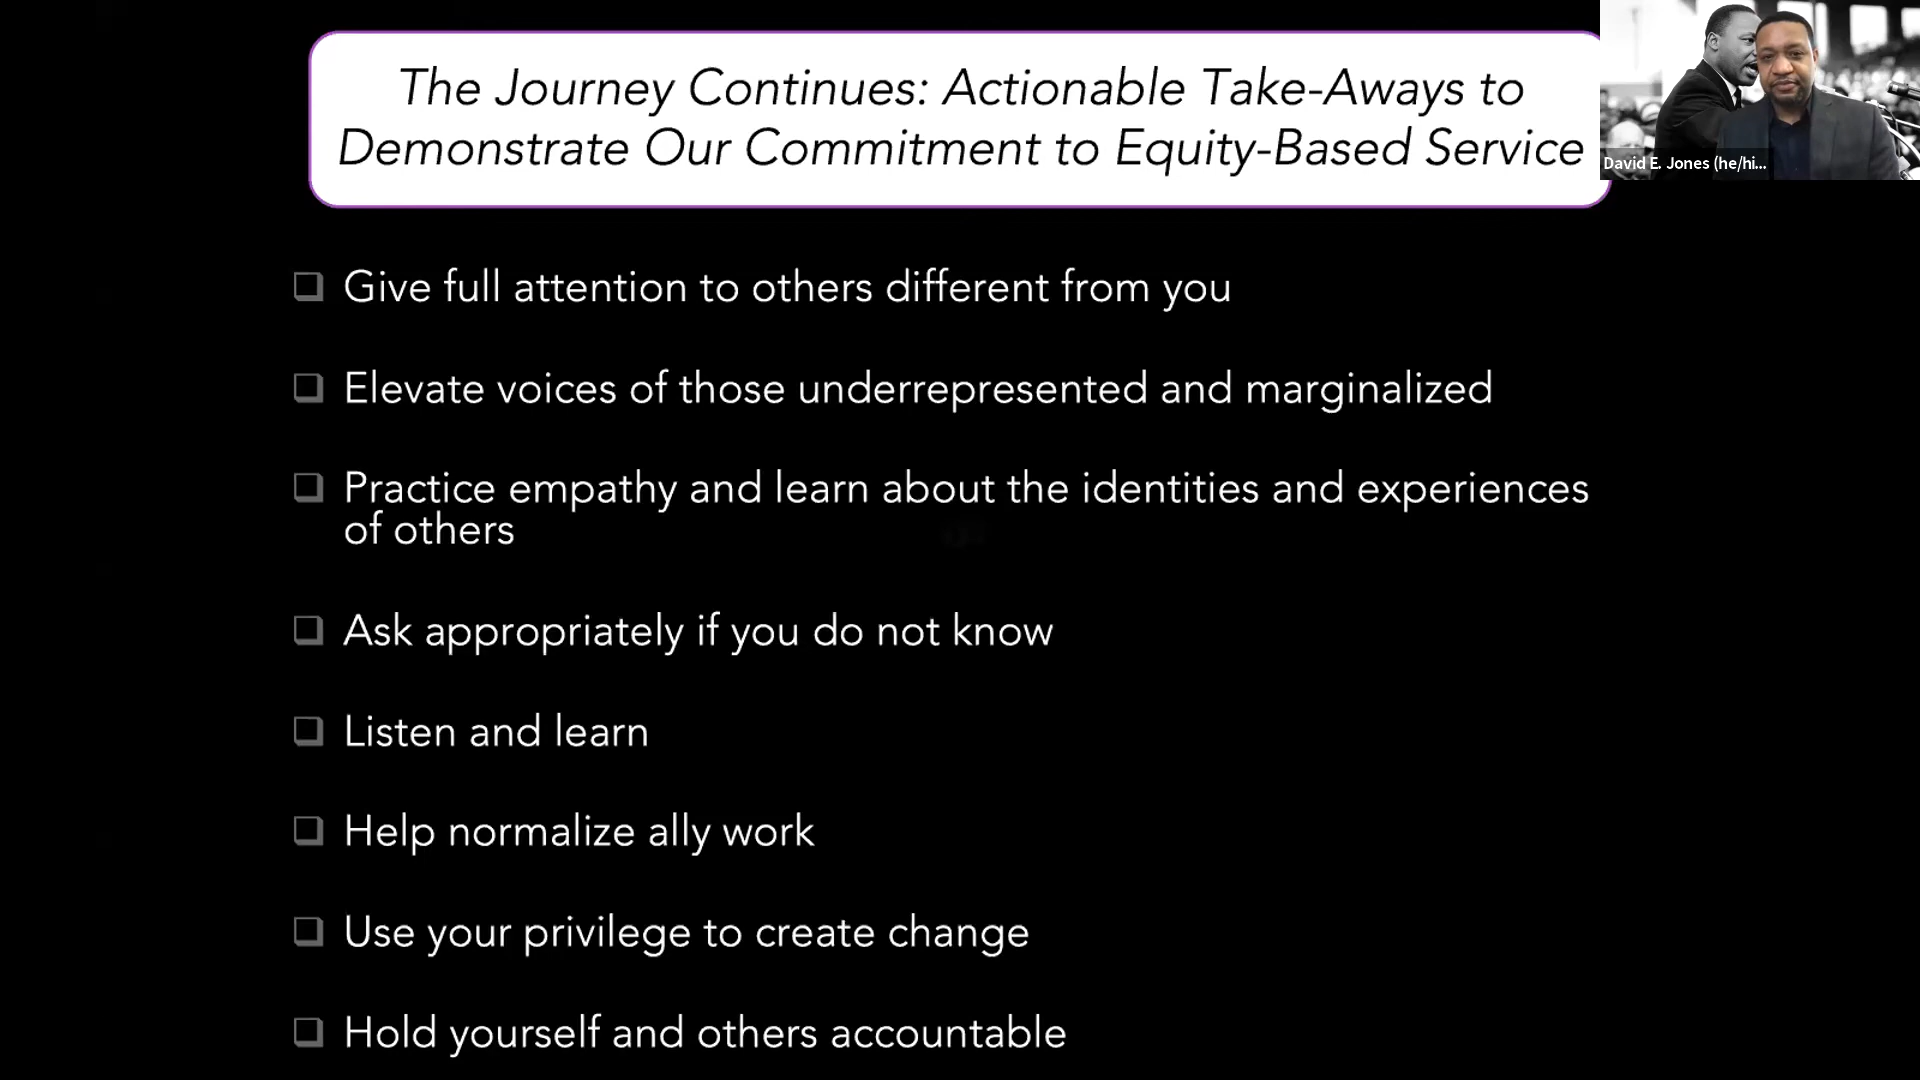 The Journey Continues: Actionable Take-Aways to
Demonstrate Our Commitment to Equity-Based Service
David E. Jones (he/hi...
Give full attention to others different from you
Elevate voices of those underrepresented and marginalized
Practice empathy and learn about the identities and experiences
of others
Ask appropriately if you do not know
Listen and learn
Help normalize ally work
Use your privilege to create change
Hold yourself and others accountable